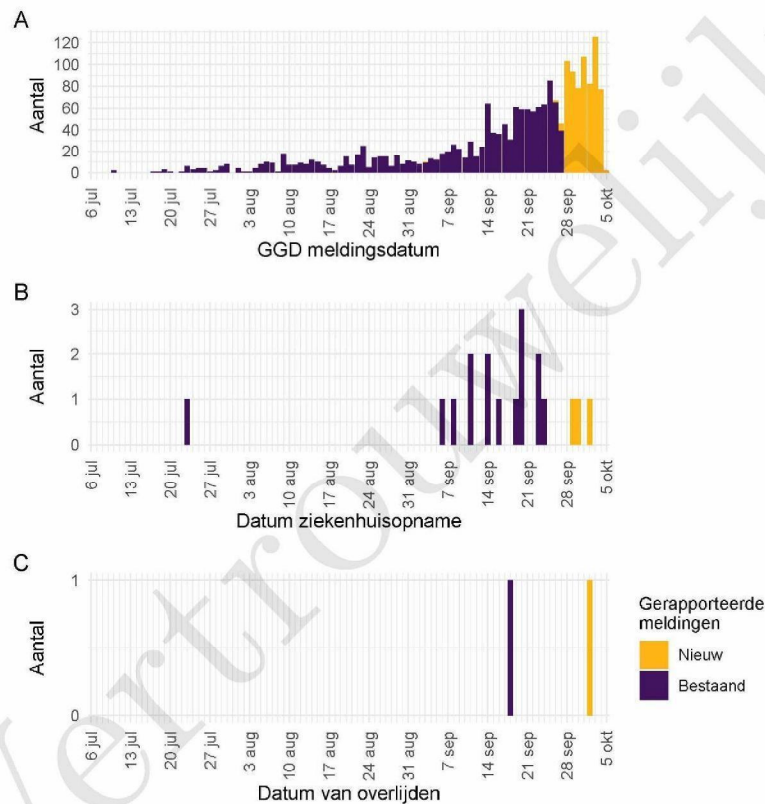 A
Aantal
120
100
80
60
40
20
0
6 jul 13 jul 20 jul 27 jul 3 aug 10 aug 17 aug 24 aug 31 aug 7 sep 14 sep 21 sep 28 sep 5 okt
GGD meldingsdatum
B
Aantal
3
2
1
0
6 jul 13 jul 20 jul 27 jul 3 aug 10 aug 17 aug 24 aug 31 aug 7 sep 14 sep 21 sep 28 sep 5 okt
Datum ziekenhuisopname
C
Aantal
1
0
6 jul 13 jul 20 jul 27 jul 3 aug 10 aug 17 aug 24 aug 31 aug 7 sep 14 sep 21 sep 28 sep 5 okt
Datum van overlijden
Gerapporteerde
meldingen
Nieuw
Bestaand
Vertrouwelijk